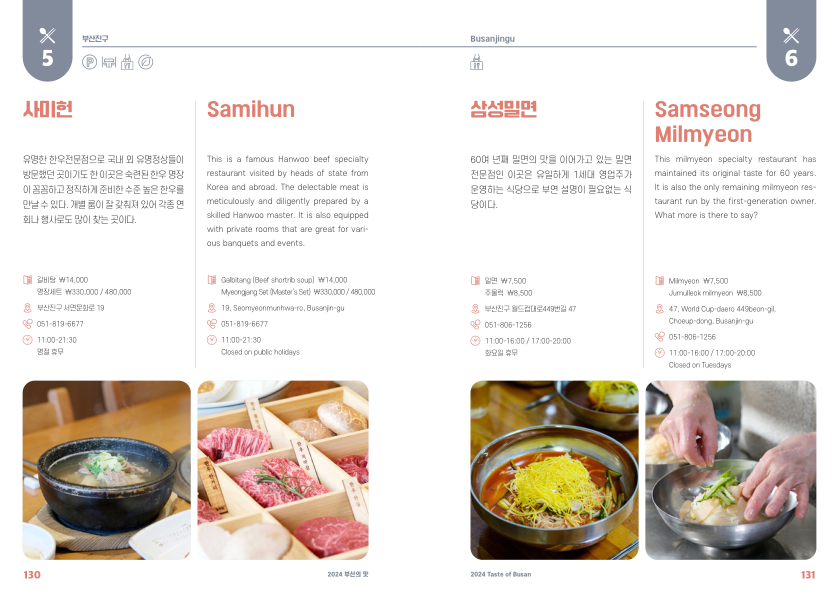 5
부산진구
사미헌
유명한 한우전문점으로 국내 외 유명정상들이
방문했던 곳이기도 한 이곳은 숙련된 한우 명장
이 꼼꼼하고 정직하게 준비한 수준 높은 한우를
만날 수 있다. 개별 룸이 잘 갖춰져 있어 각종 연
회나 행사로도 많이 찾는 곳이다.
갈비탕 ₩14,000
명장세트 ₩330,000 / 480,000
부산진구 서면문화로 19
051-819-6677
11:00-21:30
명절 휴무
Samihun
This is a famous Hanwoo beef specialty
restaurant visited by heads of state from
Korea and abroad. The delectable meat is
meticulously and diligently prepared by a
skilled Hanwoo master. It is also equipped
with private rooms that are great for vari-
ous banquets and events.
Galbitang (Beef shortrib soup) ₩14,000
Myeongjang Set (Master's Set) ₩330,000 / 480,000
19, Seomyeonmunhwa-ro, Busanjin-gu
051-819-6677
11:00-21:30
Closed on public holidays
130
2024 부산의 맛
Busanjingu
6
삼성밀면
60여 년째 밀면의 맛을 이어가고 있는 밀면
전문점인 이곳은 유일하게 1세대 영업주가
운영하는 식당으로 부연 설명이 필요없는 식
당이다.
밀면 ₩7,500
주물럭 ₩8,500
부산진구 월드컵대로449번길 47
051-806-1256
11:00-16:00 / 17:00-20:00
화요일 휴무
Samseong
Milmyeon
This milmyeon specialty restaurant has
maintained its original taste for 60 years.
It is also the only remaining milmyeon res-
taurant run by the first-generation owner.
What more is there to say?
Milmyeon ₩7,500
Jumulleok milmyeon ₩8,500
47, World Cup-daero 449beon-gil,
Choeup-dong, Busanjin-gu
051-806-1256
11:00-16:00 / 17:00-20:00
Closed on Tuesdays
2024 Taste of Busan
131